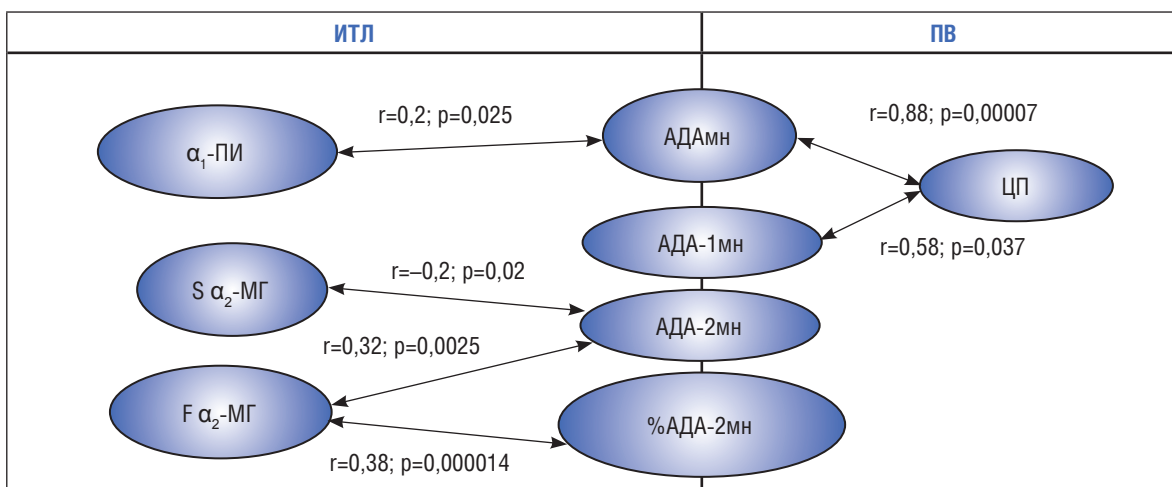 ИТЛ ПВ
r=0,2; p=0,025
r=0,88; p=0,00007
α₁-ПИ
АДАмн
ЦП
АДА-1мн
r=0,58; p=0,037
r=–0,2; p=0,02
S α₂-МГ
АДА-2мн
r=0,32; p=0,0025
F α₂-МГ
%АДА-2мн
r=0,38; p=0,000014